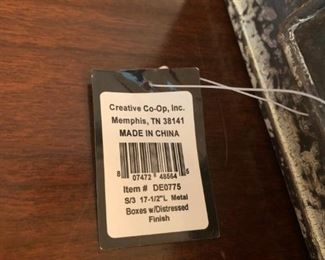 Creative Co-Op, Inc.
Memphis, TN 38141
MADE IN CHINA
8 07472 48564 5
Item # DE0775
S/3 17-1/2"L Metal
Boxes w/Distressed
Finish